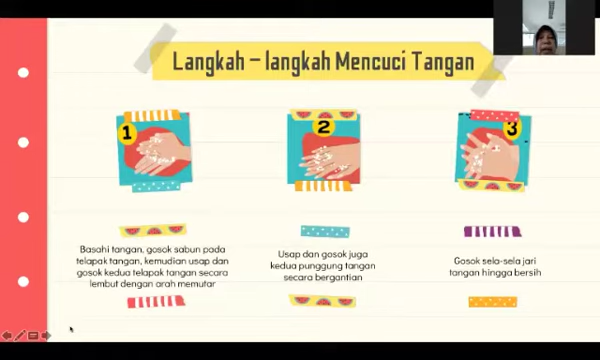 Langkah – langkah Mencuci Tangan
1
2
3
Basahi tangan, gosok sabun pada
telapak tangan, kemudian usap dan
gosok kedua telapak tangan secara
lembut dengan arah memutar
Usap dan gosok juga
kedua punggung tangan
secara bergantian
Gosok sela-sela jari
tangan hingga bersih